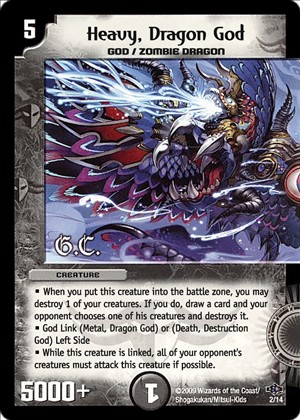 5
Heavy, Dragon God
GOD / ZOMBIE DRAGON
G.C.
CREATURE
▪ When you put this creature into the battle zone, you may
destroy 1 of your creatures. If you do, draw a card and your
opponent chooses one of his creatures and destroys it.
▪ God Link (Metal, Dragon God) or (Death, Destruction
God) Left Side
▪ While this creature is linked, all of your opponent's
creatures must attack this creature if possible.
5000+
1
©2009 Wizards of the Coast/
Shogakukan/Mitsui-Kids
2/14